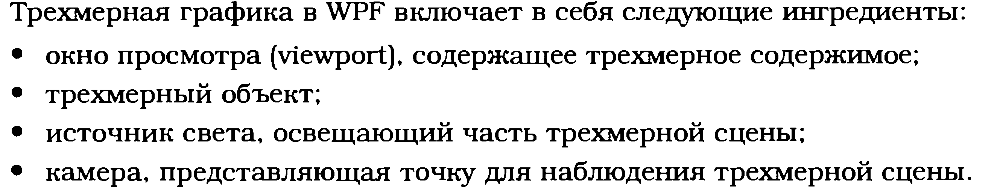 Трехмерная графика в WPF включает в себя следующие ингредиенты:
• окно просмотра (viewport), содержащее трехмерное содержимое;
• трехмерный объект;
• источник света, освещающий часть трехмерной сцены;
• камера, представляющая точку для наблюдения трехмерной сцены.